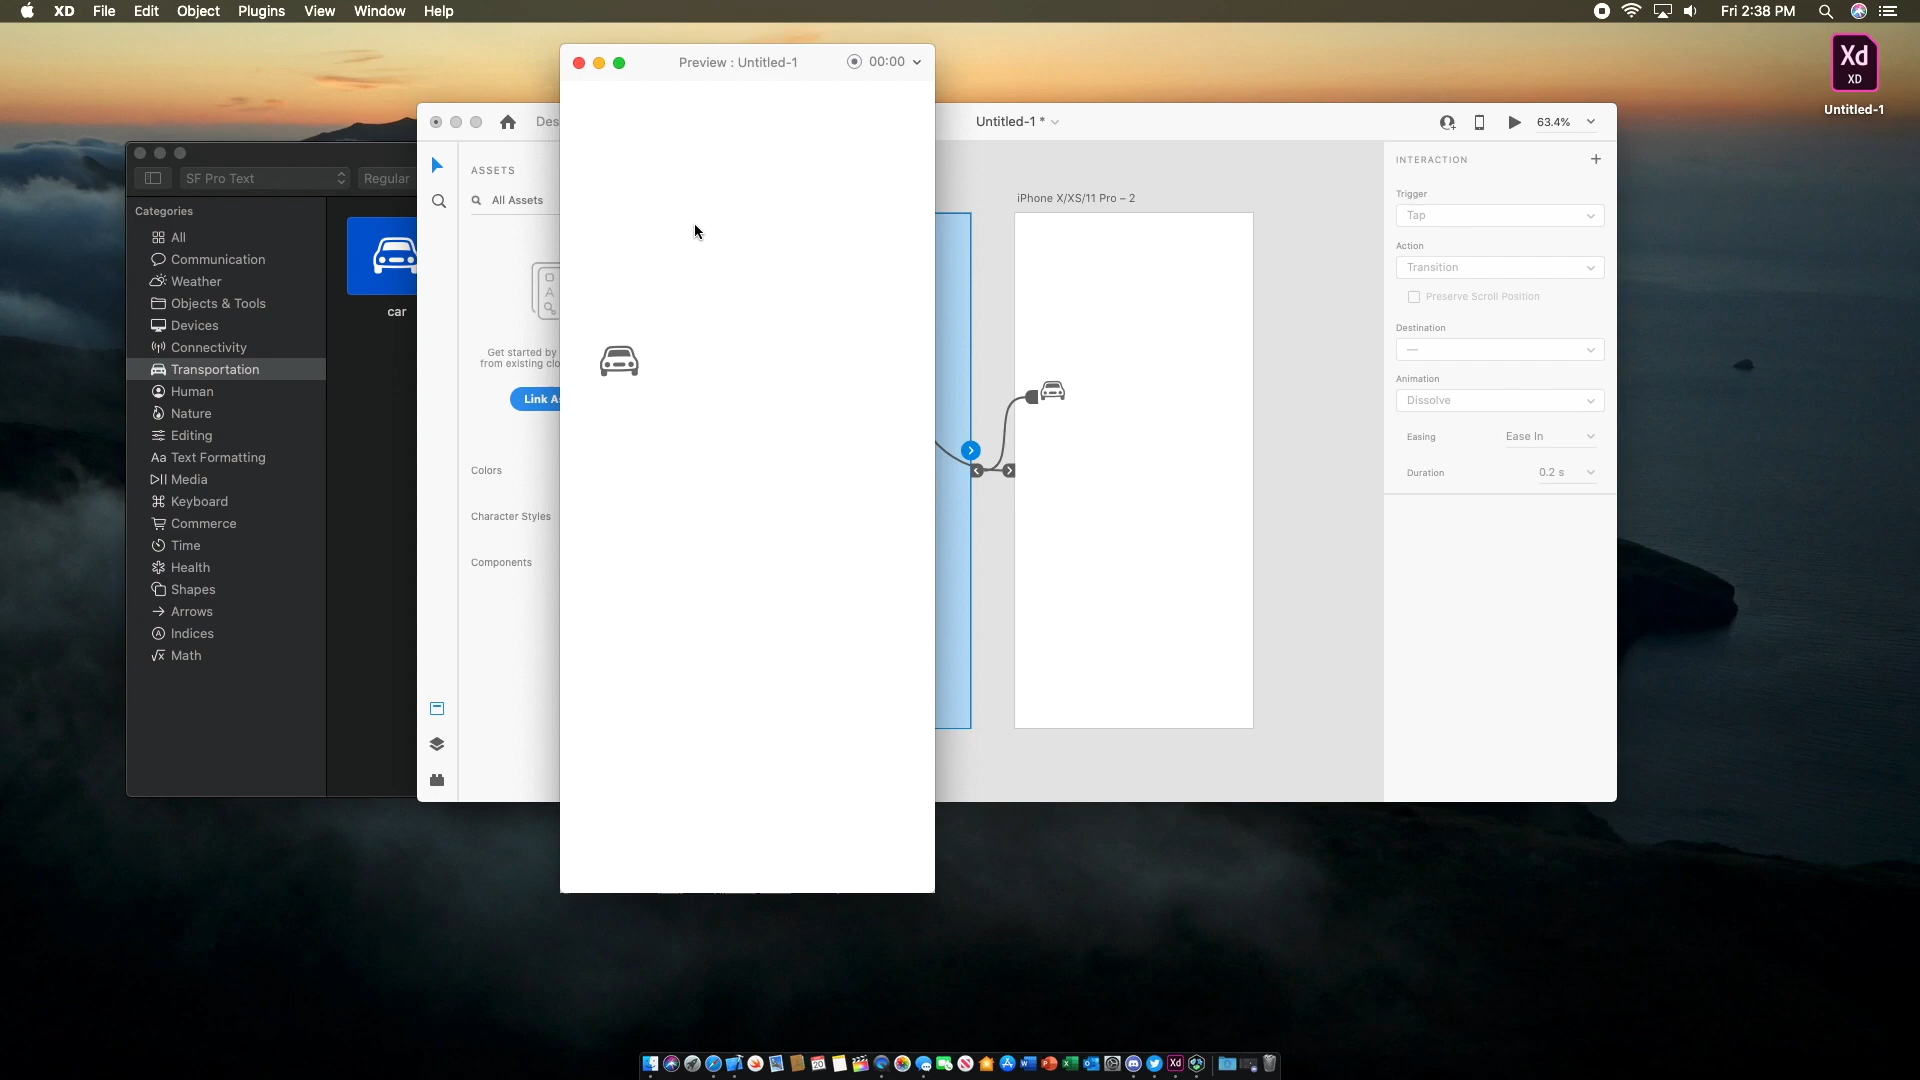 XD File Edit Object Plugins View Window Help
Fri 2:38 PM
Xd
XD
Untitled-1
Preview : Untitled-1
00:00
Des
Untitled-1 *
63.4%
SF Pro Text
Regular
Categories
All
Communication
Weather
Objects & Tools
Devices
Connectivity
Transportation
Human
Nature
Editing
Aa Text Formatting
Media
Keyboard
Commerce
Time
Health
Shapes
Arrows
Indices
Math
car
ASSETS
All Assets
D
A
Get started by
from existing clo
Link A
Colors
Character Styles
Components
iPhone X/XS/11 Pro – 2
INTERACTION
Trigger
Tap
Action
Transition
Preserve Scroll Position
Destination
—
Animation
Dissolve
Easing
Ease In
Duration
0.2 s
20
Xd